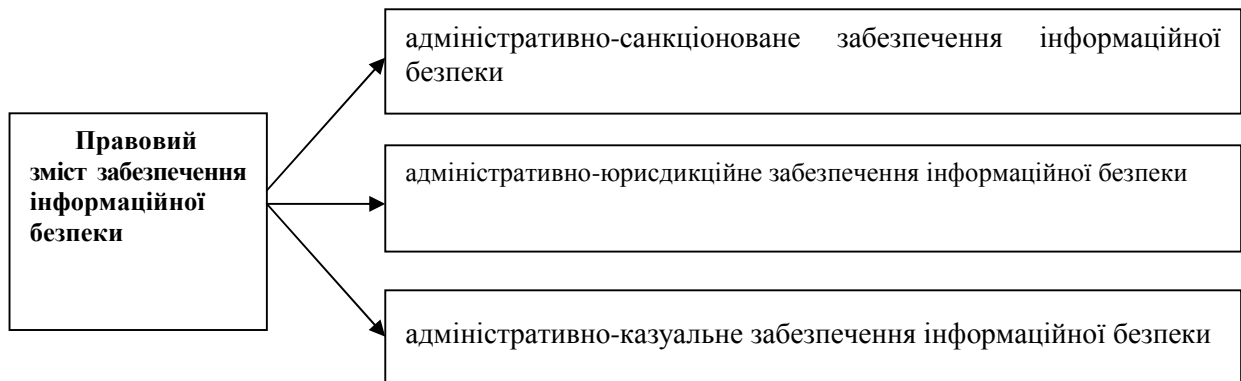 адміністративно-санкціоноване забезпечення інформаційної
безпеки
Правовий
зміст забезпечення
інформаційної
безпеки
адміністративно-юрисдикційне забезпечення інформаційної безпеки
адміністративно-казуальне забезпечення інформаційної безпеки